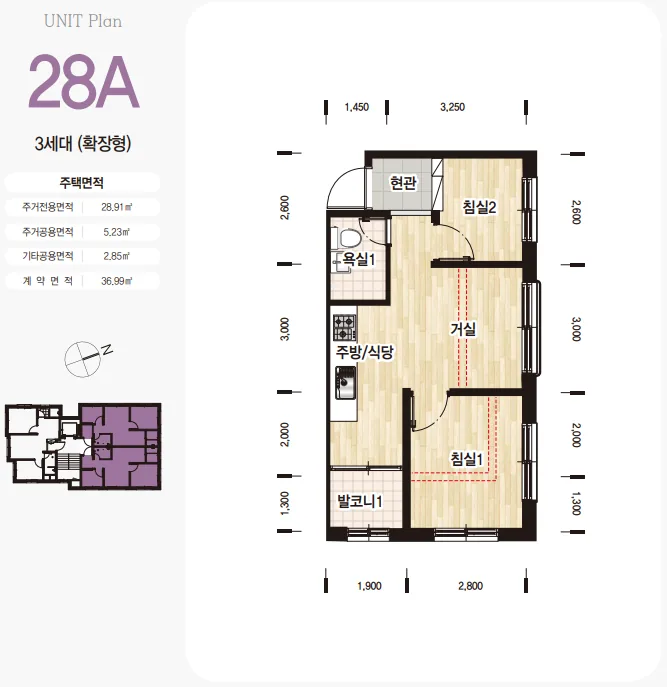 UNIT Plan
28A
3세대 (확장형)
주택면적
주거전용면적 28.91㎡
주거공용면적 5.23㎡
기타공용면적 2.85㎡
계 약 면 적 36.99㎡
N
1,450 3,250
2,600
3,000
2,000
1,300
현관
침실2
욕실1
거실
주방/식당
침실1
발코니1
2,600
3,000
2,000
1,300
1,900 2,800